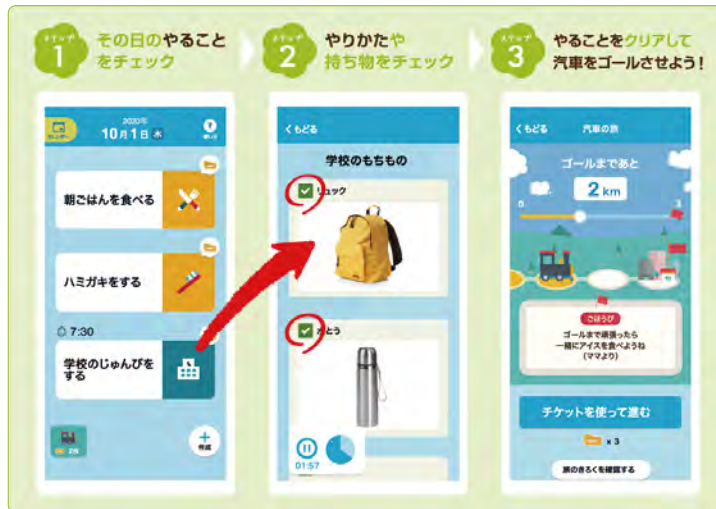 ステップ
1
その日のやること
をチェック
ステップ
2
やりかたや
持ち物をチェック
ステップ
3
やることをクリアして
汽車をゴールさせよう!
2020年
10月1日 木
朝ごはんを食べる
ハミガキをする
7:30
学校のじゅんびを
する
作成
くもどる
学校のもちもの
リュック
01:57
くもどる
汽車の旅
ゴールまであと
2 km
0
3
ごほうび
ゴールまで頑張ったら
一緒にアイスを食べようね
(ママより)
チケットを使って進む
x 3
旅のきろくを確認する